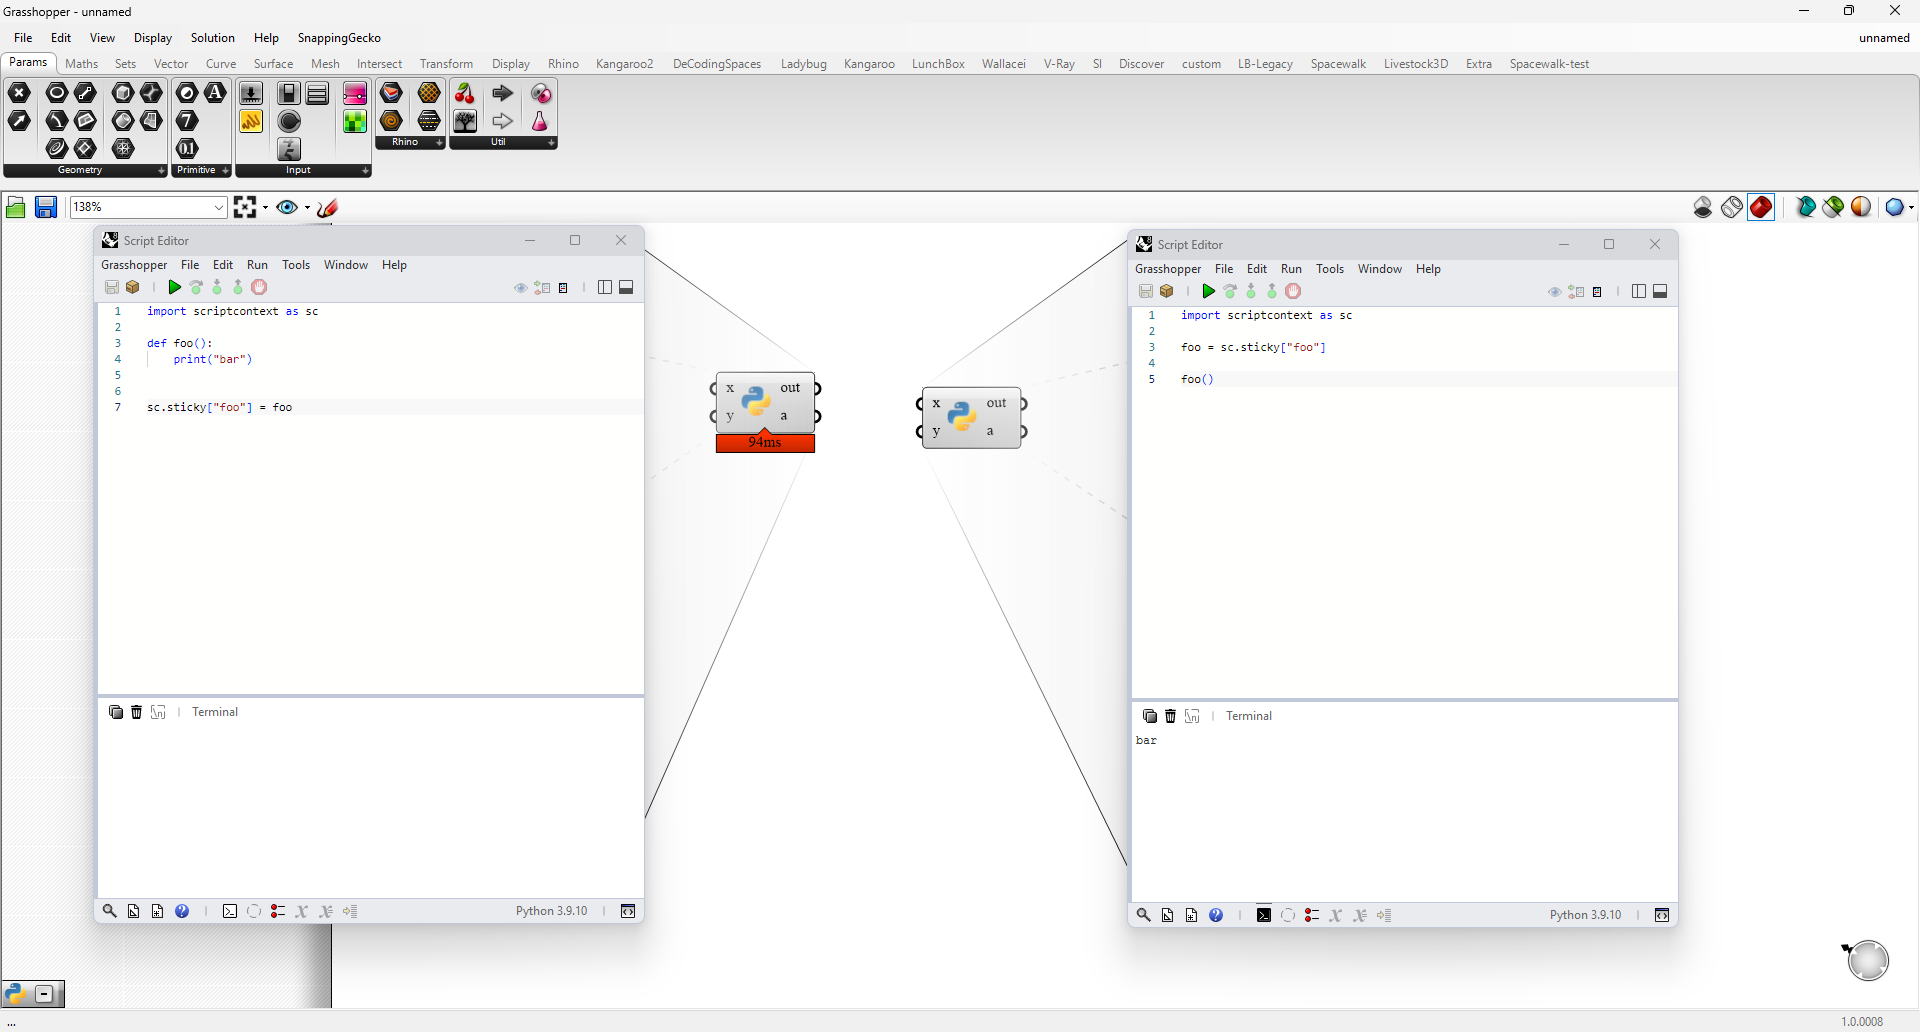 Grasshopper - unnamed
File Edit View Display Solution Help SnappingGecko
unnamed
Params Maths Sets Vector Curve Surface Mesh Intersect Transform Display Rhino Kangaroo2 DeCodingSpaces Ladybug Kangaroo LunchBox Wallacei V-Ray SI Discover custom LB-Legacy Spacewalk Livestock3D Extra Spacewalk-test
A
7
0.1
Geometry
Primitive
Input
Rhino
Util
138%
Script Editor
Grasshopper File Edit Run Tools Window Help
1 import scriptcontext as sc
2
3 def foo():
4 print("bar")
5
6
7 sc.sticky["foo"] = foo
Terminal
Python 3.9.10
x out
y a
94ms
x out
y a
Script Editor
Grasshopper File Edit Run Tools Window Help
1 import scriptcontext as sc
2
3 foo = sc.sticky["foo"]
4
5 foo()
Terminal
bar
Python 3.9.10
...
1.0.0008